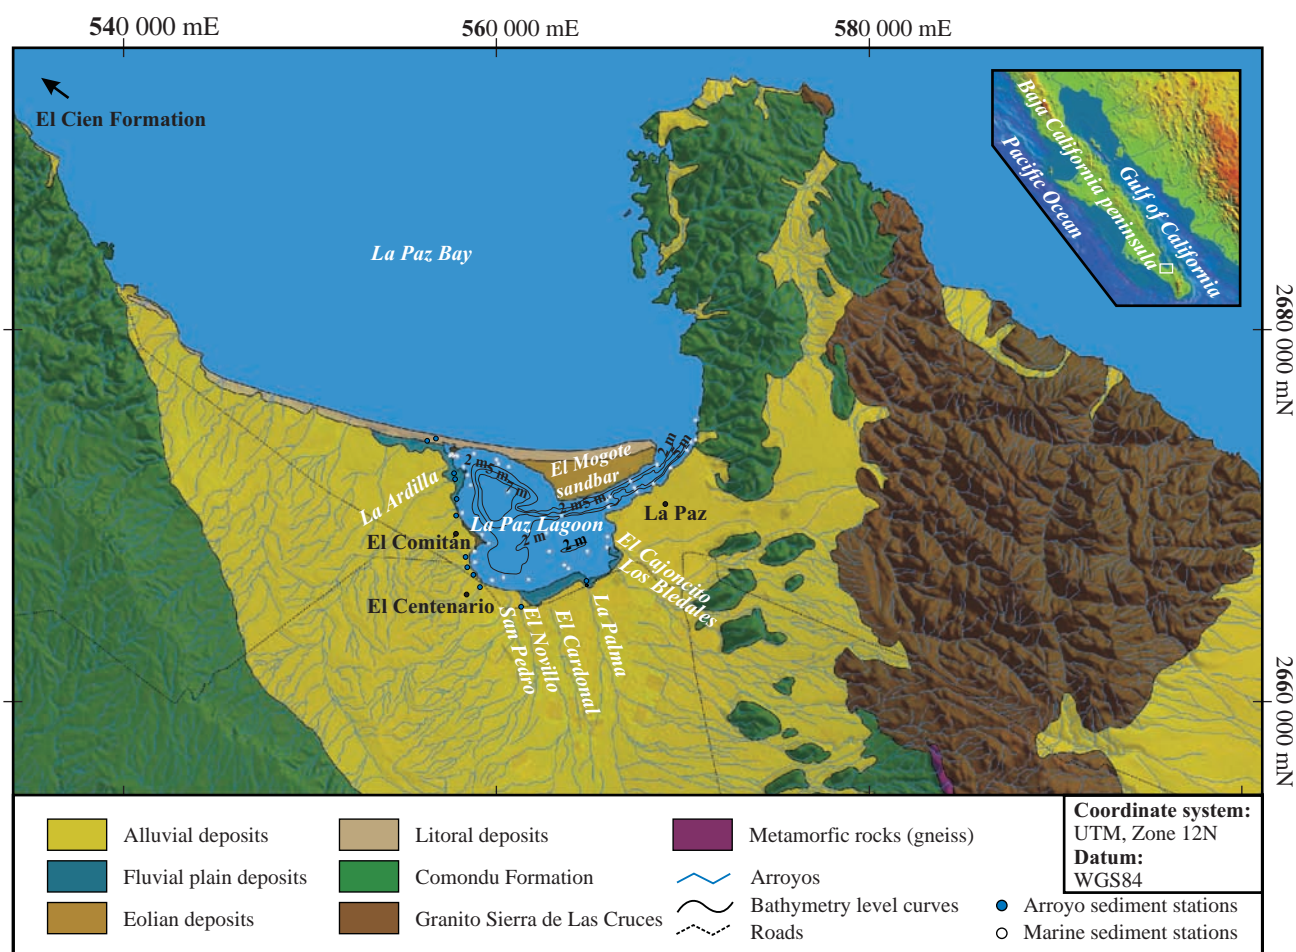 540 000 mE
560 000 mE
580 000 mE
El Cien Formation
Baja California peninsula
Pacific Ocean
Gulf of California
La Paz Bay
2680 000 mN
2 m
5 m
7 m
El Mogote
sandbar
2 m
5 m
2 m
5 m
La Ardilla
La Paz Lagoon
La Paz
El Comitán
2 m
2 m
El Cajoncito
Los Bledales
El Centenario
San Pedro
El Novillo
El Cardonal
La Palma
2660 000 mN
Alluvial deposits
Fluvial plain deposits
Eolian deposits
Litoral deposits
Comondu Formation
Granito Sierra de Las Cruces
Metamorfic rocks (gneiss)
Arroyos
Bathymetry level curves
Roads
Coordinate system:
UTM, Zone 12N
Datum:
WGS84
Arroyo sediment stations
Marine sediment stations